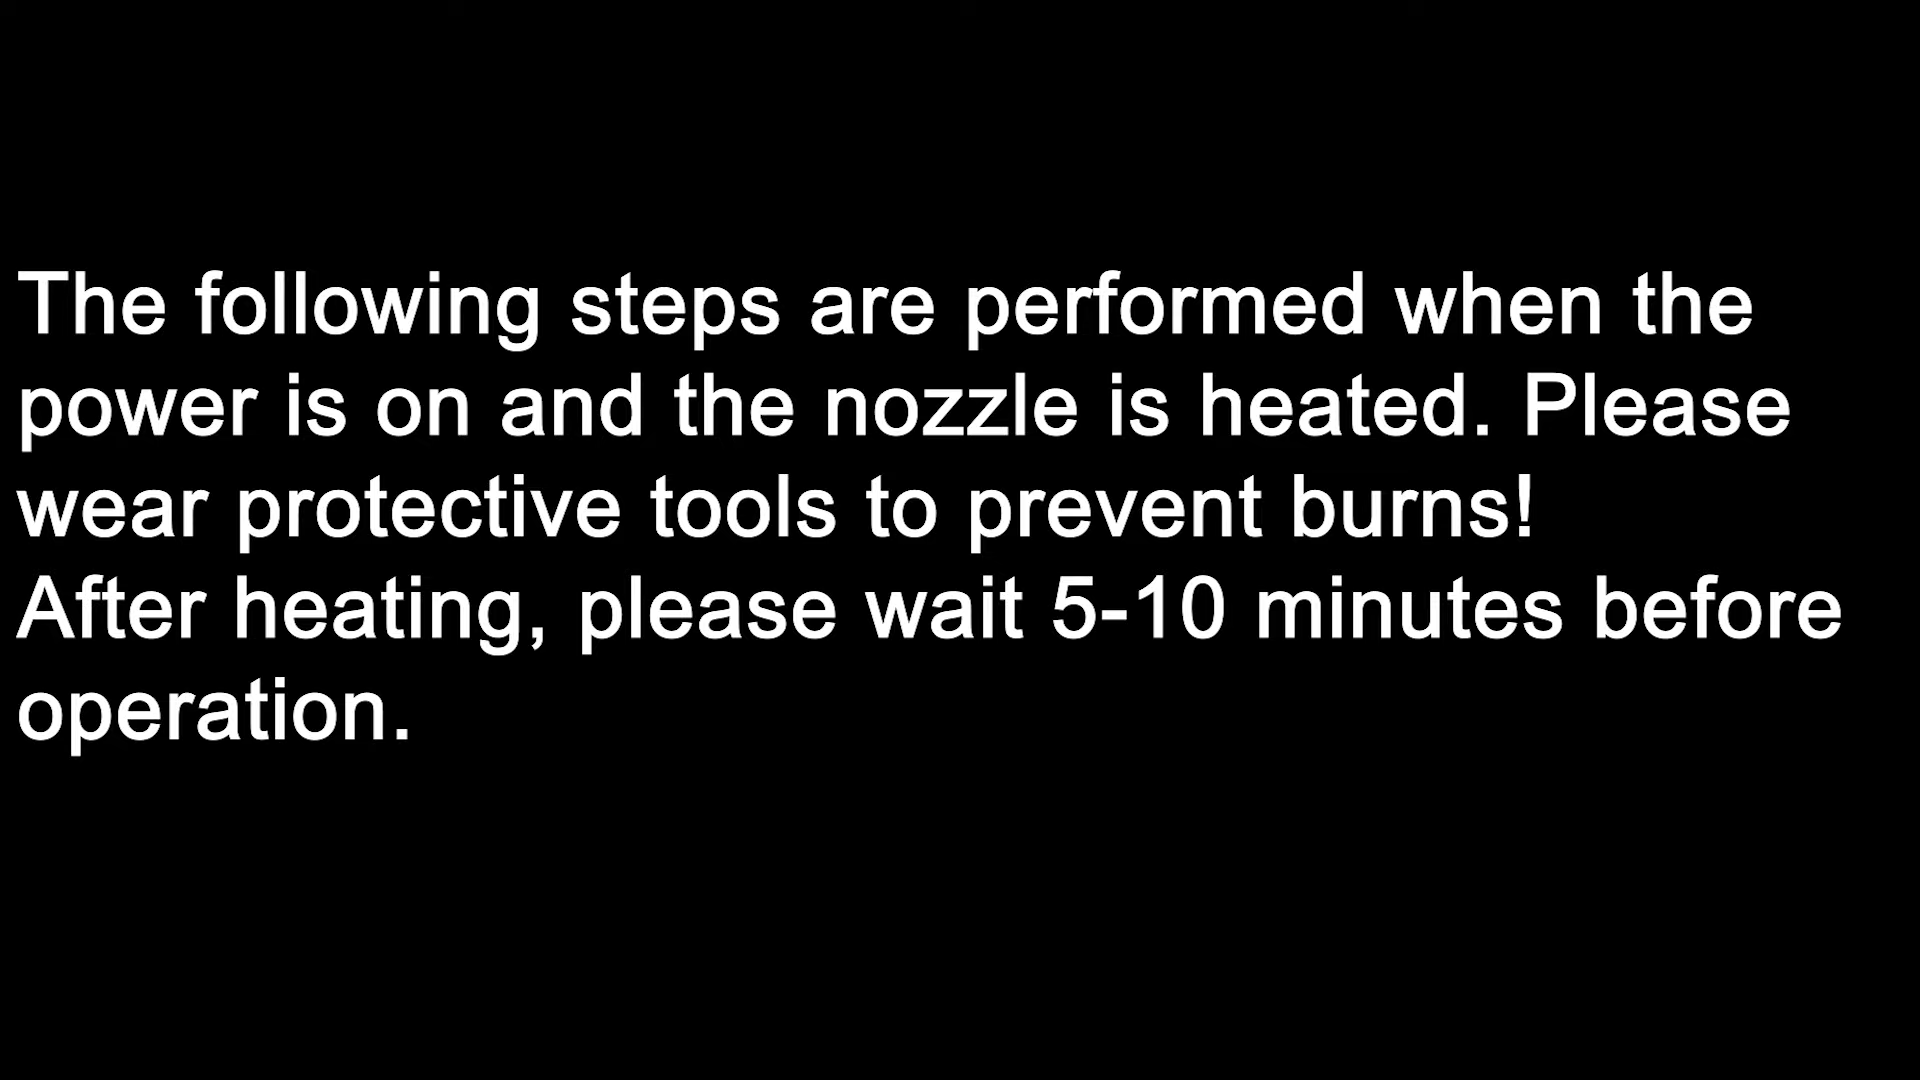 The following steps are performed when the
power is on and the nozzle is heated. Please
wear protective tools to prevent burns!
After heating, please wait 5-10 minutes before
operation.